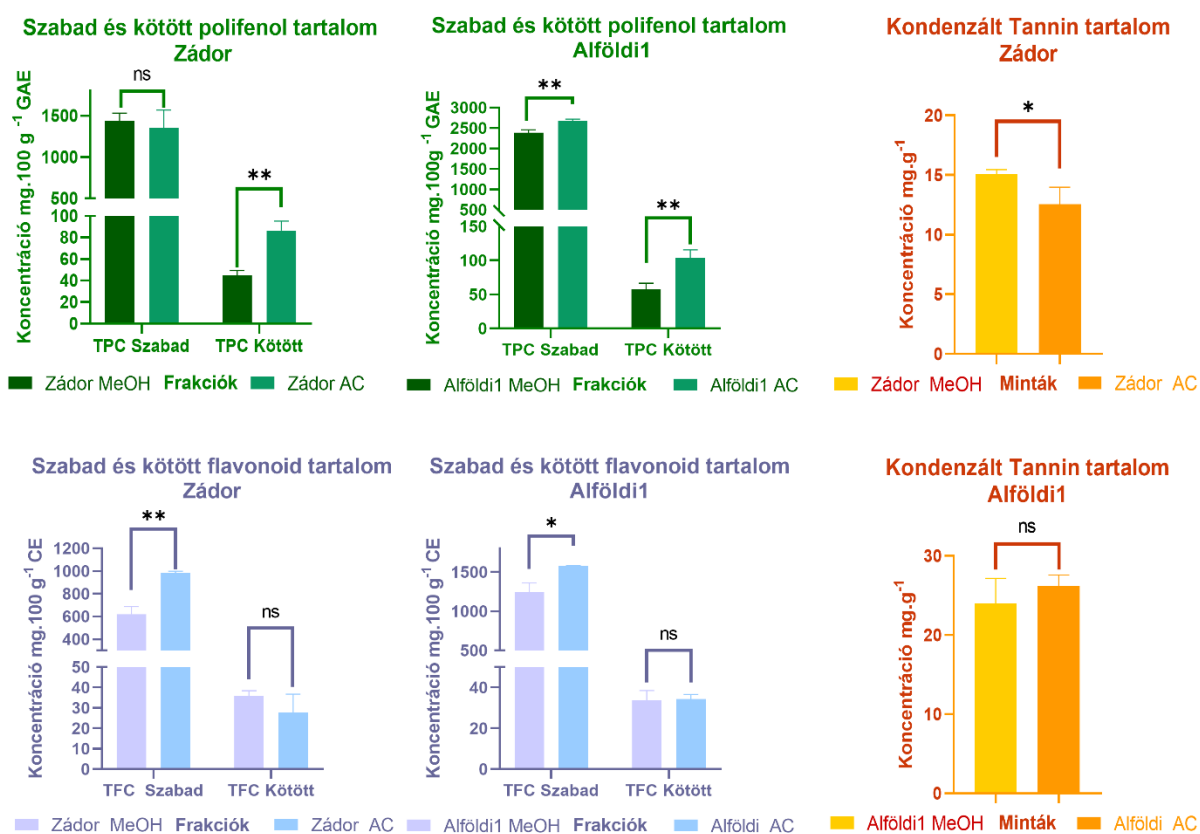 Szabad és kötött polifenol tartalom
Zádor
ns
**
Koncentráció mg.100 g -1 GAE
1500
1000
500
100
80
60
40
20
0
TPC Szabad
TPC Kötött
Zádor MeOH
Frakciók
Zádor AC
Szabad és kötött polifenol tartalom
Alföldi1
**
**
Koncentráció mg.100g -1 GAE
3000
2500
2000
1500
1000
500
150
100
50
0
TPC Szabad
TPC Kötött
Alföldi1 MeOH
Frakciók
Alföldi1 AC
Kondenzált Tannin tartalom
Zádor
*
Koncentráció mg.g-1
20
15
10
5
0
Zádor MeOH
Minták
Zádor AC
Szabad és kötött flavonoid tartalom
Zádor
**
ns
Koncentráció mg.100 g -1 CE
1200
1000
800
600
400
50
40
30
20
10
0
TFC Szabad
TFC Kötött
Zádor MeOH
Frakciók
Zádor AC
Szabad és kötött flavonoid tartalom
Alföldi1
*
ns
Koncentráció mg.100 g -1 CE
1500
1000
500
40
20
0
TFC Szabad
TFC Kötött
Alföldi1 MeOH
Frakciók
Alföldi AC
Kondenzált Tannin tartalom
Alföldi1
ns
Koncentráció mg.g-1
30
20
10
0
Alföldi1 MeOH
Minták
Alföldi AC